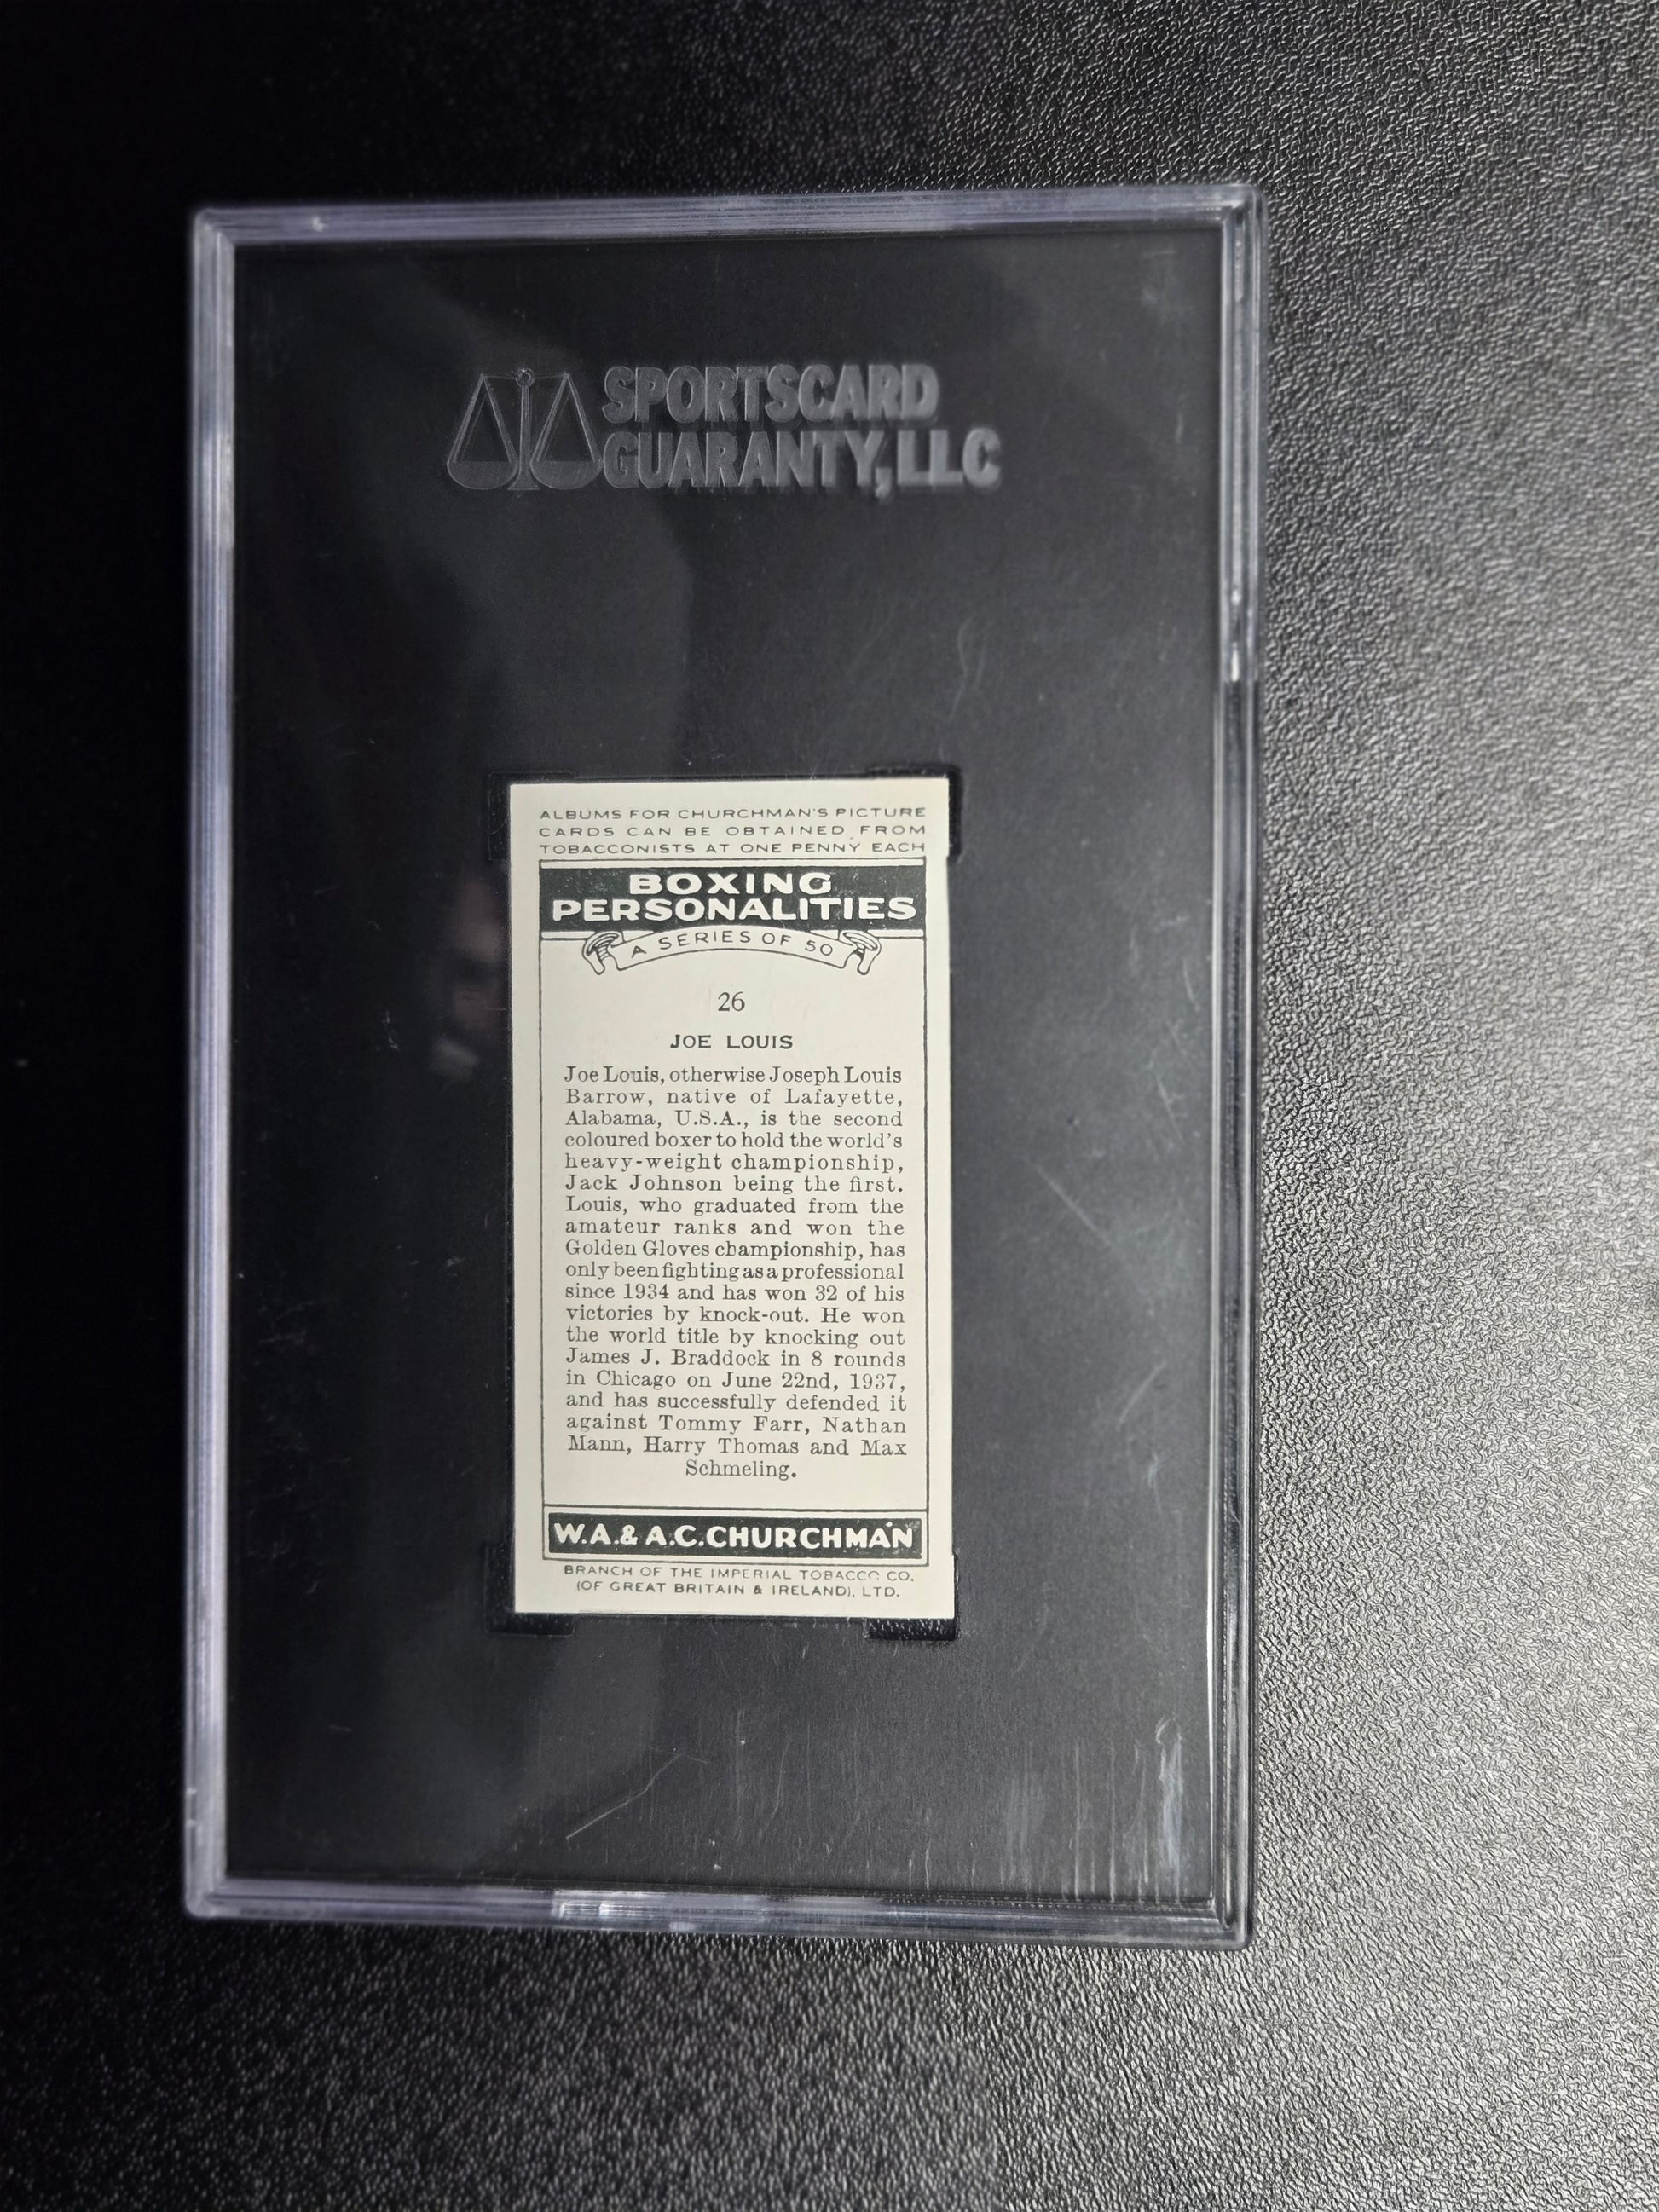 SPORTSCARD
GUARANTY, LLC
ALBUMS FOR CHURCHMAN'S PICTURE
CARDS CAN BE OBTAINED FROM
TOBACCONISTS AT ONE PENNY EACH
BOXING
PERSONALITIES
A SERIES OF 50
26
JOE LOUIS
Joe Louis, otherwise Joseph Louis
Barrow, native of Lafayette,
Alabama, U.S.A., is the second
coloured boxer to hold the world's
heavy-weight championship,
Jack Johnson being the first.
Louis, who graduated from the
amateur ranks and won the
Golden Gloves championship, has
only been fighting as a professional
since 1934 and has won 32 of his
victories by knock-out. He won
the world title by knocking out
James J. Braddock in 8 rounds
in Chicago on June 22nd, 1937,
and has successfully defended it
against Tommy Farr, Nathan
Mann, Harry Thomas and Max
Schmeling.
W.A. & A.C. CHURCHMAN
BRANCH OF THE IMPERIAL TOBACCO CO.
(OF GREAT BRITAIN & IRELAND), LTD.